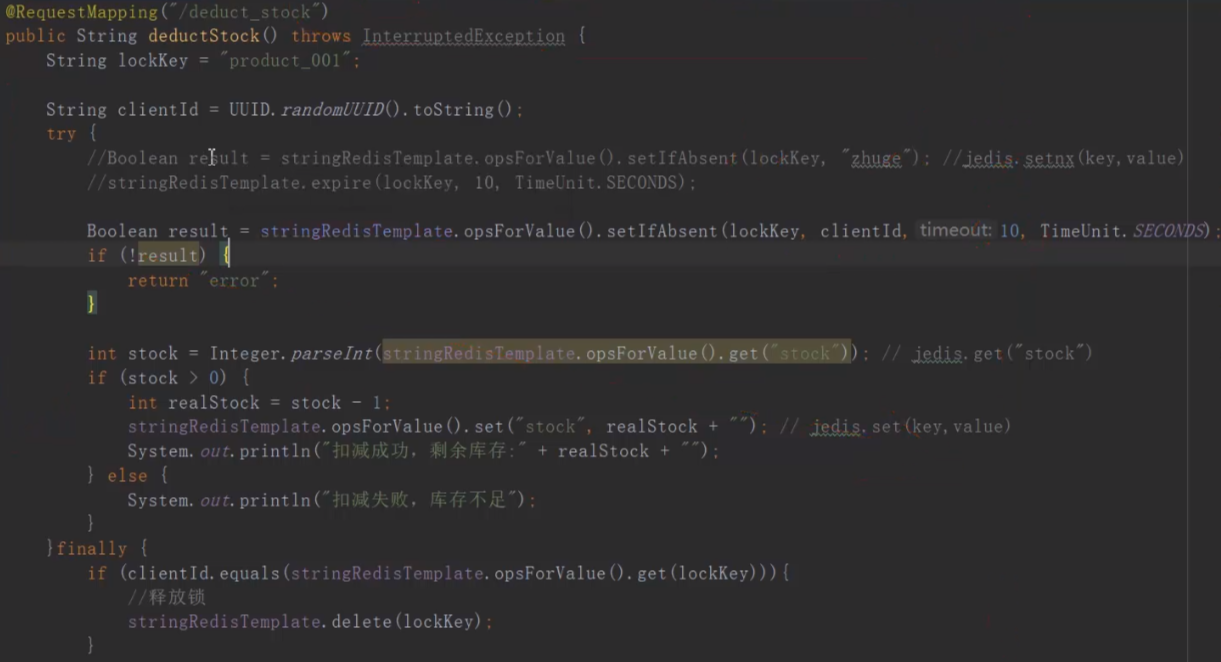 @RequestMapping("/deduct_stock")
public String deductStock() throws InterruptedException {
String lockKey = "product_001";
String clientId = UUID.randomUUID().toString();
try {
//Boolean result = stringRedisTemplate.opsForValue().setIfAbsent(lockKey, "zhuge"); //jedis.setnx(key,value)
//stringRedisTemplate.expire(lockKey, 10, TimeUnit.SECONDS);
Boolean result = stringRedisTemplate.opsForValue().setIfAbsent(lockKey, clientId, timeout: 10, TimeUnit.SECONDS);
if (!result) {
return "error";
}
int stock = Integer.parseInt(stringRedisTemplate.opsForValue().get("stock")); // jedis.get("stock")
if (stock > 0) {
int realStock = stock - 1;
stringRedisTemplate.opsForValue().set("stock", realStock + ""); // jedis.set(key,value)
System.out.println("扣减成功，剩余库存:" + realStock + "");
} else {
System.out.println("扣减失败，库存不足");
}
}finally {
if (clientId.equals(stringRedisTemplate.opsForValue().get(lockKey))){
//释放锁
stringRedisTemplate.delete(lockKey);
}